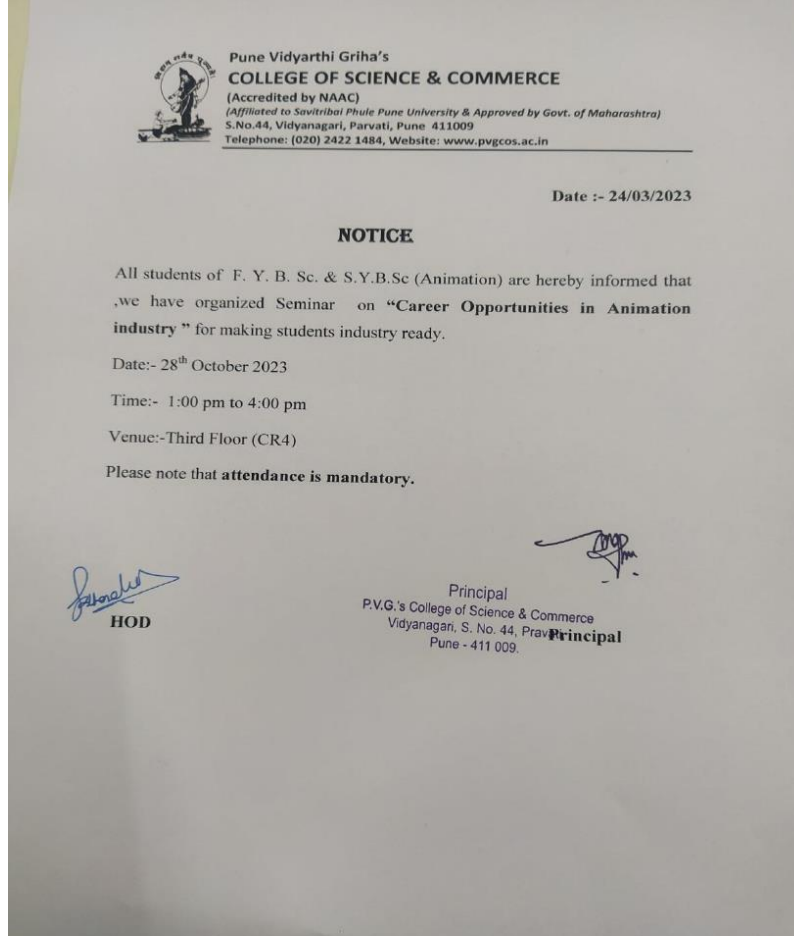 Pune Vidyarthi Griha's
COLLEGE OF SCIENCE & COMMERCE
(Accredited by NAAC)
(Affiliated to Savitribai Phule Pune University & Approved by Govt. of Maharashtra)
S.No.44, Vidyanagari, Parvati, Pune 411009
Telephone: (020) 2422 1484, Website: www.pvgcos.ac.in
Date :- 24/03/2023
NOTICE
All students of F. Y. B. Sc. & S.Y.B.Sc (Animation) are hereby informed that
,we have organized Seminar on “Career Opportunities in Animation
industry ” for making students industry ready.
Date:- 28th October 2023
Time:- 1:00 pm to 4:00 pm
Venue:-Third Floor (CR4)
Please note that attendance is mandatory.
HOD
Principal
P.V.G.'s College of Science & Commerce
Vidyanagari, S. No. 44,
Principal
Pune - 411 009.